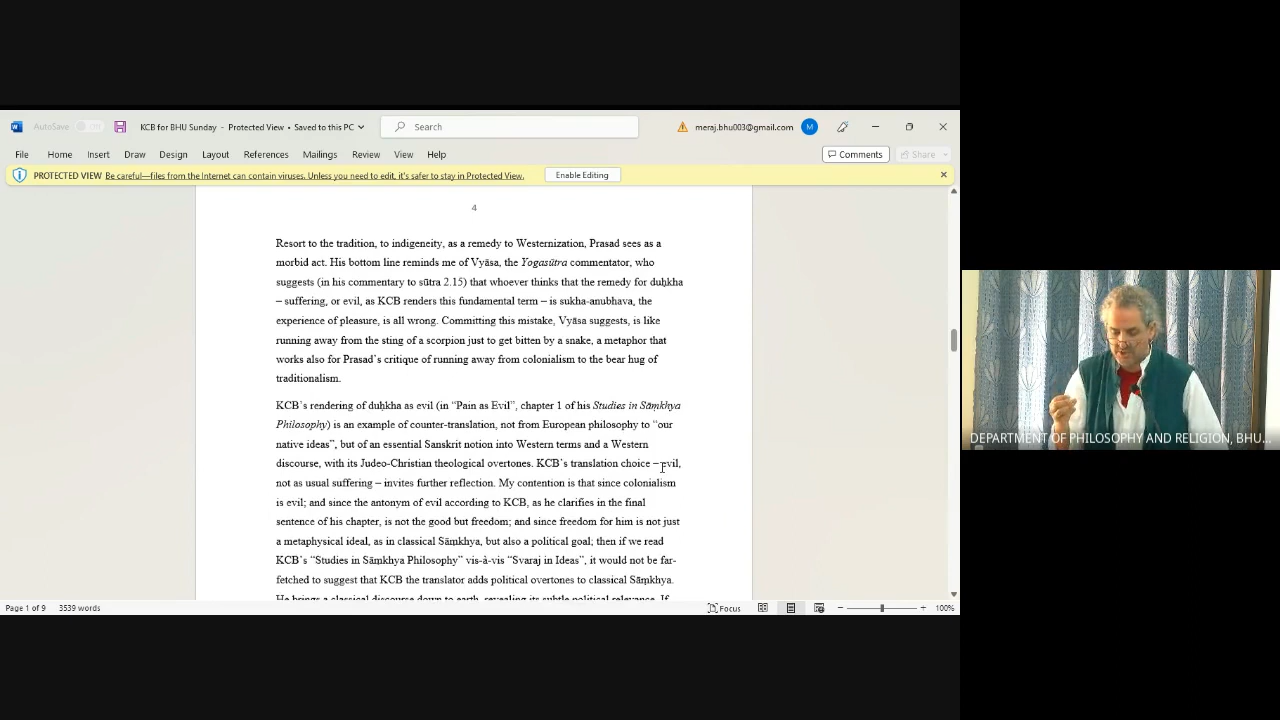 AutoSave
Off
KCB for BHU Sunday - Protected View • Saved to this PC
Search
meraj.bhu003@gmail.com
M
File Home Insert Draw Design Layout References Mailings Review View Help
Comments
Share
PROTECTED VIEW Be careful—files from the Internet can contain viruses. Unless you need to edit, it's safer to stay in Protected View.
Enable Editing
4
Resort to the tradition, to indigeneity, as a remedy to Westernization, Prasad sees as a
morbid act. His bottom line reminds me of Vyāsa, the Yogasūtra commentator, who
suggests (in his commentary to sūtra 2.15) that whoever thinks that the remedy for duḥkha
– suffering, or evil, as KCB renders this fundamental term – is sukha-anubhava, the
experience of pleasure, is all wrong. Committing this mistake, Vyāsa suggests, is like
running away from the sting of a scorpion just to get bitten by a snake, a metaphor that
works also for Prasad's critique of running away from colonialism to the bear hug of
traditionalism.
KCB's rendering of duḥkha as evil (in "Pain as Evil", chapter 1 of his Studies in Sāṃkhya
Philosophy) is an example of counter-translation, not from European philosophy to "our
native ideas", but of an essential Sanskrit notion into Western terms and a Western
discourse, with its Judeo-Christian theological overtones. KCB's translation choice – evil,
not as usual suffering – invites further reflection. My contention is that since colonialism
is evil; and since the antonym of evil according to KCB, as he clarifies in the final
sentence of his chapter, is not the good but freedom; and since freedom for him is not just
a metaphysical ideal, as in classical Sāṃkhya, but also a political goal; then if we read
KCB's "Studies in Sāṃkhya Philosophy" vis-à-vis "Svaraj in Ideas", it would not be far-
fetched to suggest that KCB the translator adds political overtones to classical Sāṃkhya.
He brings a classical discourse down to earth, revealing its subtle political relevance. If
Page 1 of 9 3539 words
Focus
100%
DEPARTMENT OF PHILOSOPHY AND RELIGION, BHU...